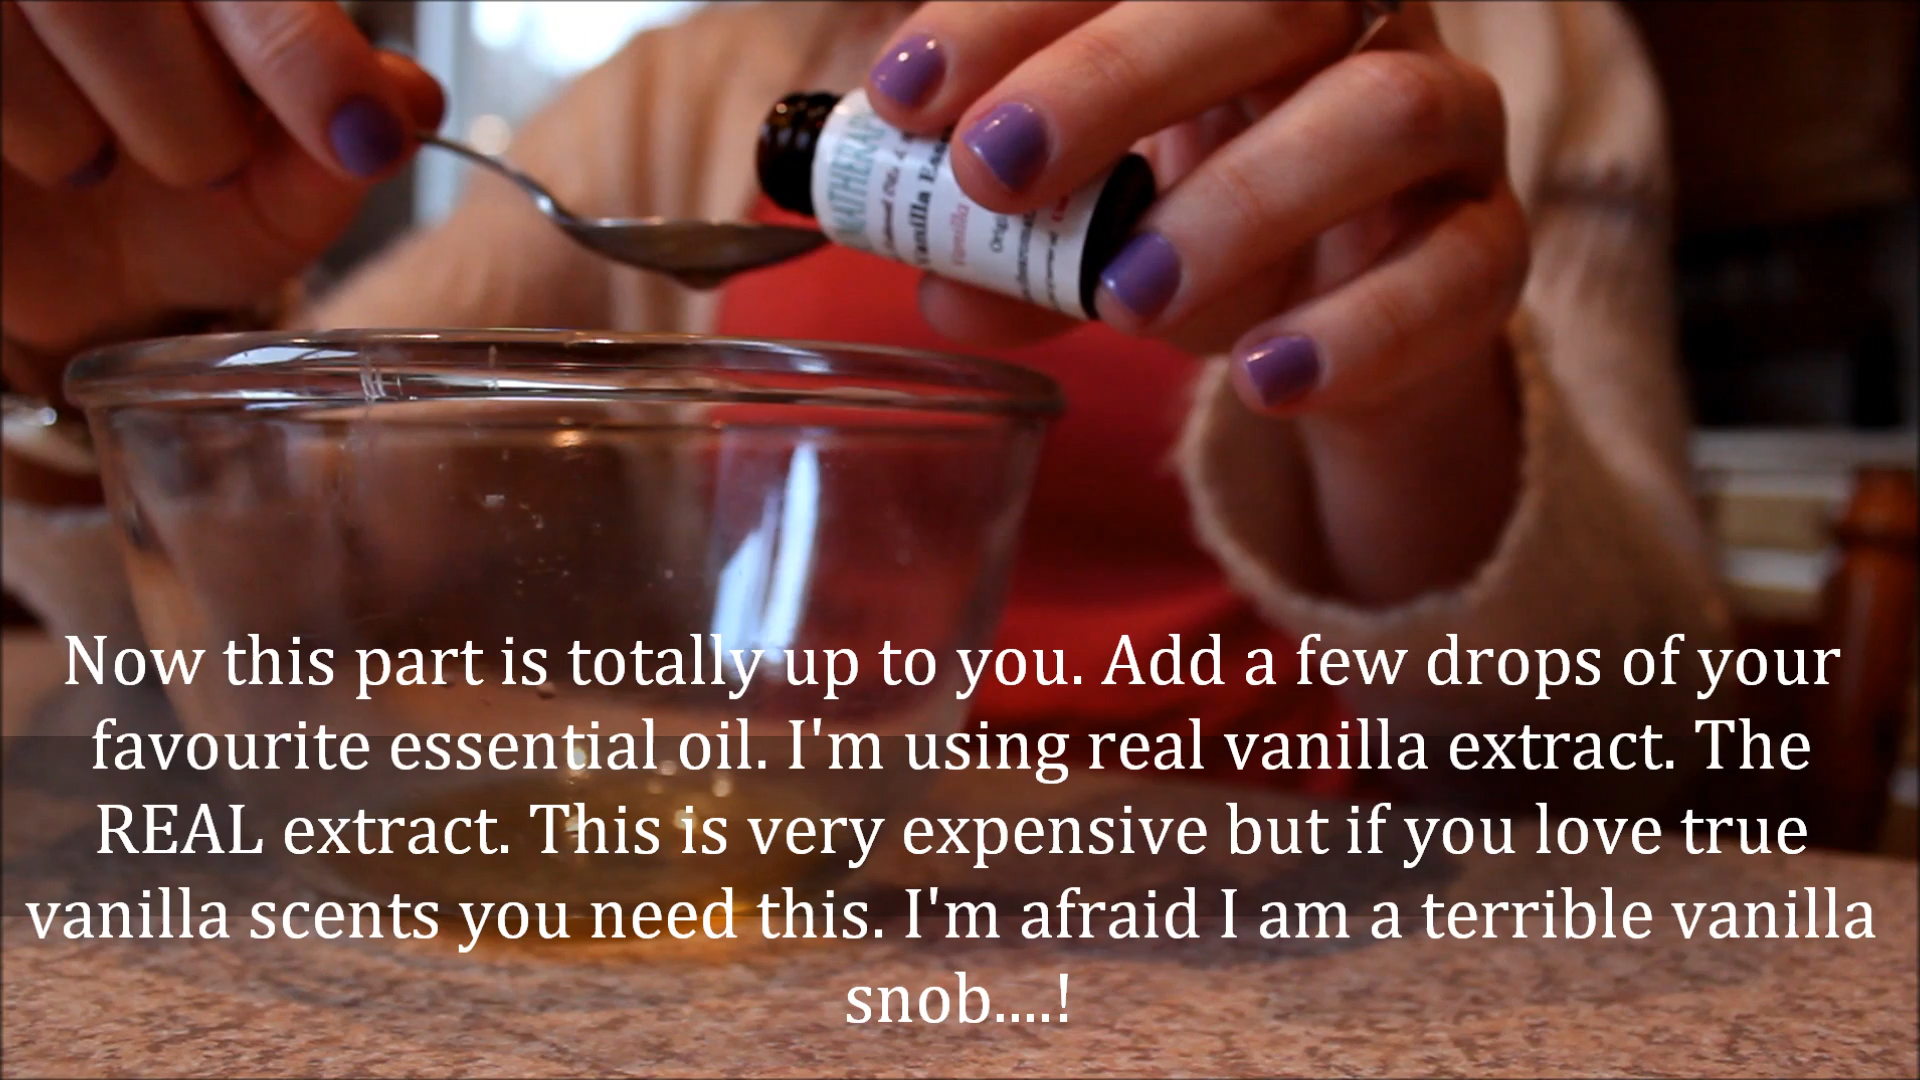 Now this part is totally up to you. Add a few drops of your
favourite essential oil. I'm using real vanilla extract. The
REAL extract. This is very expensive but if you love true
vanilla scents you need this. I'm afraid I am a terrible vanilla
snob....!
Vanilla
Vanilla